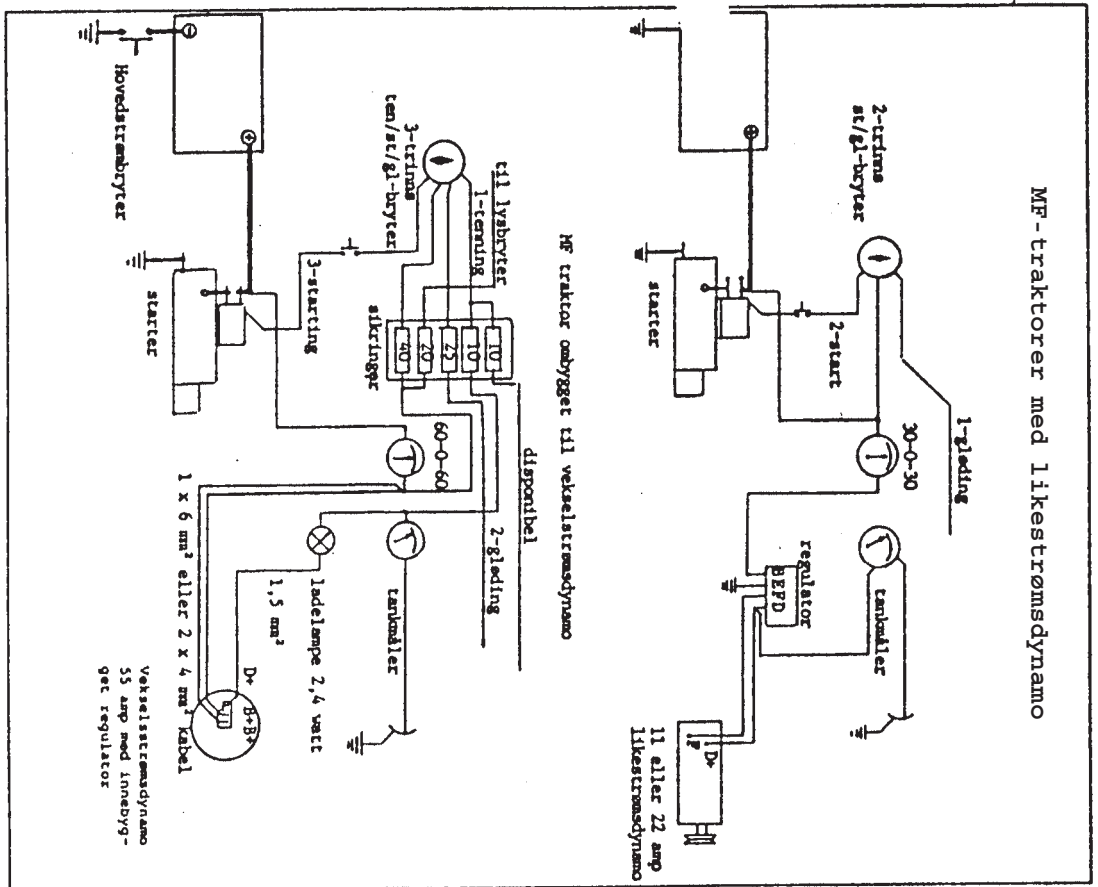 MF-traktorer med likestrømsdynamo
2-trinns
st/gl-bryter
1-gløding
2-start
starter
30-0-30
tankmåler
regulator
BEFD
D+
F
11 eller 22 amp
likestrømsdynamo
MF traktor ombygget til vekselstrømsdynamo
til lysbryter
1-tenning
3-trinns
ten/st/gl-bryter
Hovedstrømbryter
3-starting
starter
sikringer
10
10
25
20
40
disponibel
2-gløding
60-0-60
tankmåler
ladelampe 2,4 watt
1,5 mm²
1 x 6 mm² eller 2 x 4 mm² kabel
D+
B+B+
Vekselsstrømsdynamo
55 amp med innebyg-
get regulator